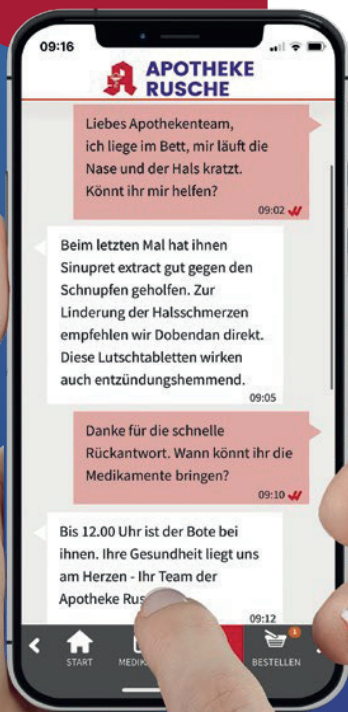 09:16
APOTHEKE
RUSCHE
Liebes Apothekenteam,
ich liege im Bett, mir läuft die
Nase und der Hals kratzt.
Könnt ihr mir helfen?
09:02
Beim letzten Mal hat ihnen
Sinupret extract gut gegen den
Schnupfen geholfen. Zur
Linderung der Halsschmerzen
empfehlen wir Dobendan direkt.
Diese Lutschtabletten wirken
auch entzündungshemmend.
09:05
Danke für die schnelle
Rückantwort. Wann könnt ihr die
Medikamente bringen?
09:10
Bis 12.00 Uhr ist der Bote bei
ihnen. Ihre Gesundheit liegt uns
am Herzen - Ihr Team der
Apotheke
09:12
START
BESTELLEN
1